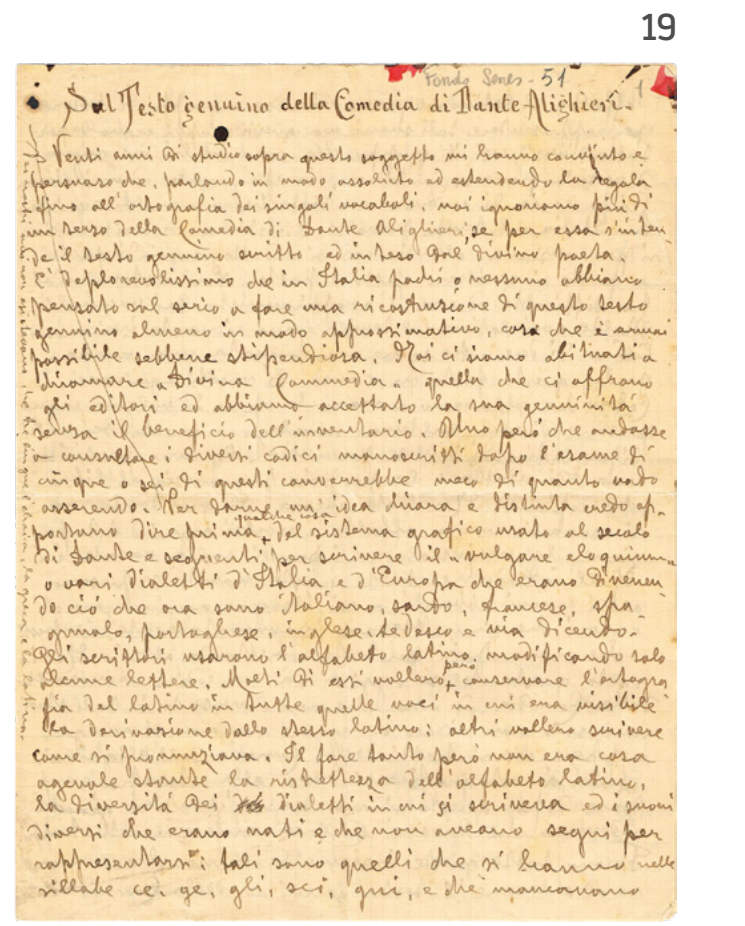 19
Fondo Senes - 51
1
Sul Testo genuino della Comedia di Dante Alighieri.
Venti anni di studio sopra questo soggetto mi hanno convinto e
persuaso che, parlando in modo assoluto ed estendendo la regola
fino all'ortografia dei singoli vocaboli, noi ignoriamo più di
un terzo della Comedia di Dante Alighieri, se per essa s'inten-
de il testo genuino scritto ed inteso dal divino poeta.
E' deplorevolissimo che in Italia pochi o nessuno abbiano
pensato sul serio a fare una ricostruzione di questo testo
genuino almeno in modo approssimativo, cosa che è ormai
possibile sebbene stipendiosa. Noi ci siamo abituati a
chiamare "Divina Commedia" quella che ci offrono
gli editori ed abbiamo accettato la sua genuinità
senza il beneficio dell'inventario. Uno però che andasse
a consultare i diversi codici manoscritti dopo l'esame di
cinque o sei di questi converrebbe meco di quanto vado
asserendo. Per darne un'idea chiara e distinta credo op-
portuno dire prima qualche cosa del sistema grafico usato al secolo
di Dante e seguenti per scrivere il "vulgare eloquium"
o vari dialetti d'Italia e d'Europa che erano divenen-
do ciò che ora sono italiano, sardo, francese, spa-
gnuolo, portoghese, inglese, tedesco e via dicendo.
Gli scrittori usarono l'alfabeto latino, modificando solo
alcune lettere. Molti di essi vollero però conservare l'ortogra
fia del latino in tutte quelle voci in cui era visibile
la derivazione dallo stesso latino: altri vollero scrivere
come si pronunziava. Il fare tanto però non era cosa
agevole stante la ristrettezza dell'alfabeto latino,
la diversità dei dialetti in cui si scriveva ed i suoni
diversi che erano nati e che non aveano segni per
rappresentarsi: tali sono quelli che si hanno nelle
sillabe ce, ge, gli, sci, gni, e che mancavano